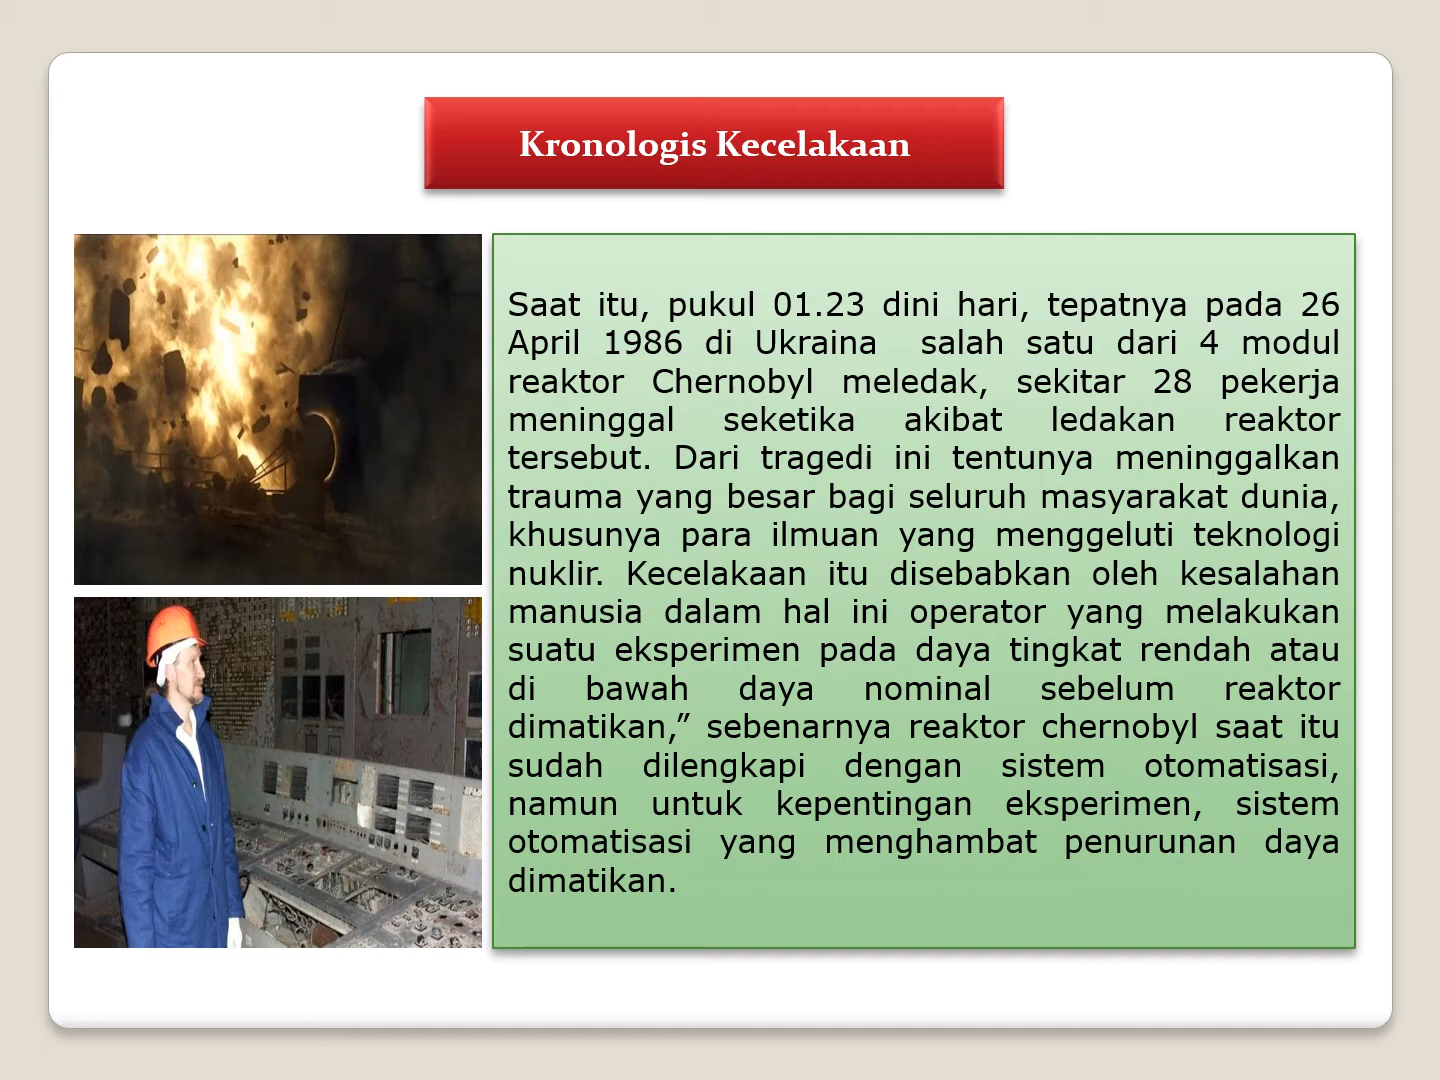 Kronologis Kecelakaan
Saat itu, pukul 01.23 dini hari, tepatnya pada 26
April 1986 di Ukraina salah satu dari 4 modul
reaktor Chernobyl meledak, sekitar 28 pekerja
meninggal seketika akibat ledakan reaktor
tersebut. Dari tragedi ini tentunya meninggalkan
trauma yang besar bagi seluruh masyarakat dunia,
khusunya para ilmuan yang menggeluti teknologi
nuklir. Kecelakaan itu disebabkan oleh kesalahan
manusia dalam hal ini operator yang melakukan
suatu eksperimen pada daya tingkat rendah atau
di bawah daya nominal sebelum reaktor
dimatikan,” sebenarnya reaktor chernobyl saat itu
sudah dilengkapi dengan sistem otomatisasi,
namun untuk kepentingan eksperimen, sistem
otomatisasi yang menghambat penurunan daya
dimatikan.